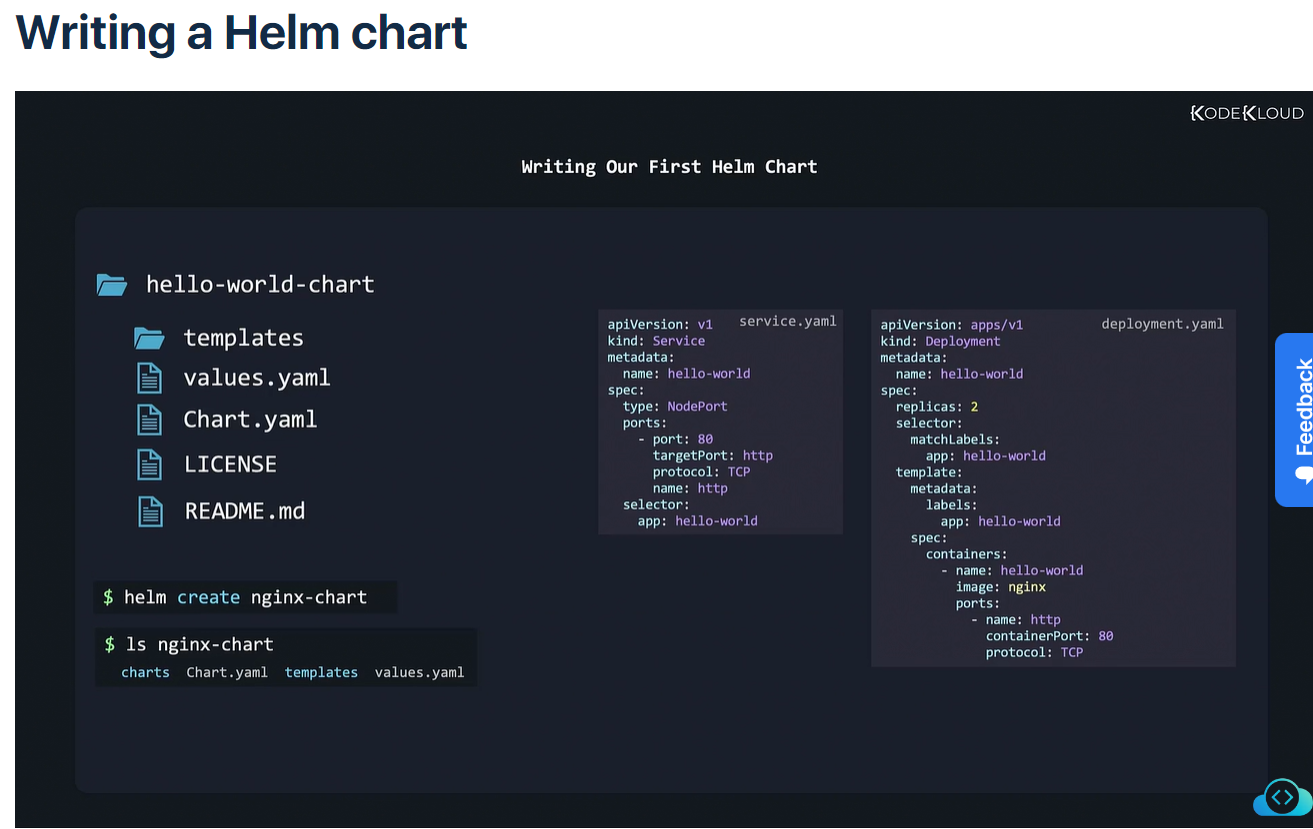 Writing a Helm chart
KODEKLOUD
Writing Our First Helm Chart
hello-world-chart
templates
values.yaml
Chart.yaml
LICENSE
README.md
$ helm create nginx-chart
$ ls nginx-chart
charts Chart.yaml templates values.yaml
service.yaml
apiVersion: v1
kind: Service
metadata:
  name: hello-world
spec:
  type: NodePort
  ports:
    - port: 80
      targetPort: http
      protocol: TCP
      name: http
  selector:
    app: hello-world
deployment.yaml
apiVersion: apps/v1
kind: Deployment
metadata:
  name: hello-world
spec:
  replicas: 2
  selector:
    matchLabels:
      app: hello-world
  template:
    metadata:
      labels:
        app: hello-world
    spec:
      containers:
        - name: hello-world
          image: nginx
          ports:
            - name: http
              containerPort: 80
              protocol: TCP
Feedback